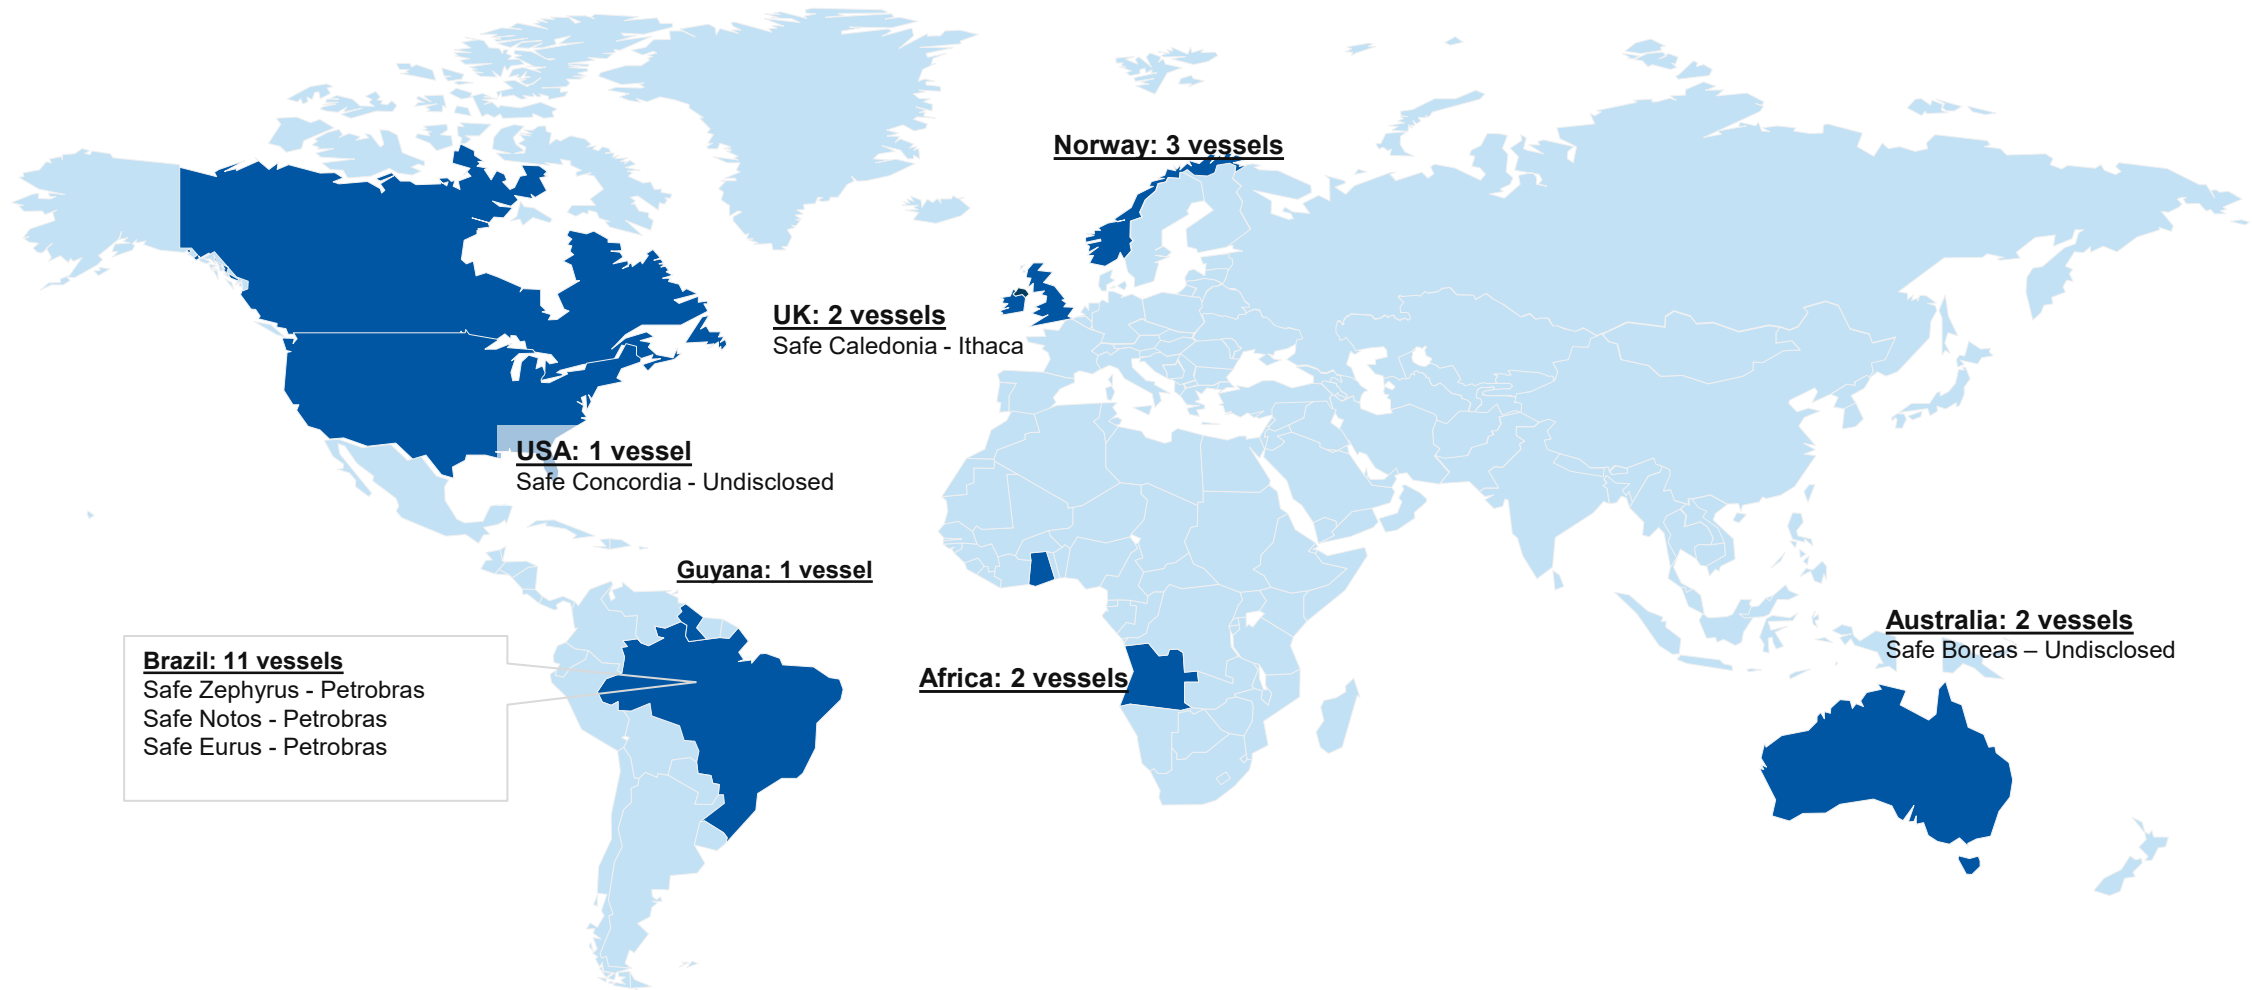 Norway: 3 vessels
UK: 2 vessels
Safe Caledonia - Ithaca
USA: 1 vessel
Safe Concordia - Undisclosed
Guyana: 1 vessel
Brazil: 11 vessels
Safe Zephyrus - Petrobras
Safe Notos - Petrobras
Safe Eurus - Petrobras
Africa: 2 vessels
Australia: 2 vessels
Safe Boreas – Undisclosed